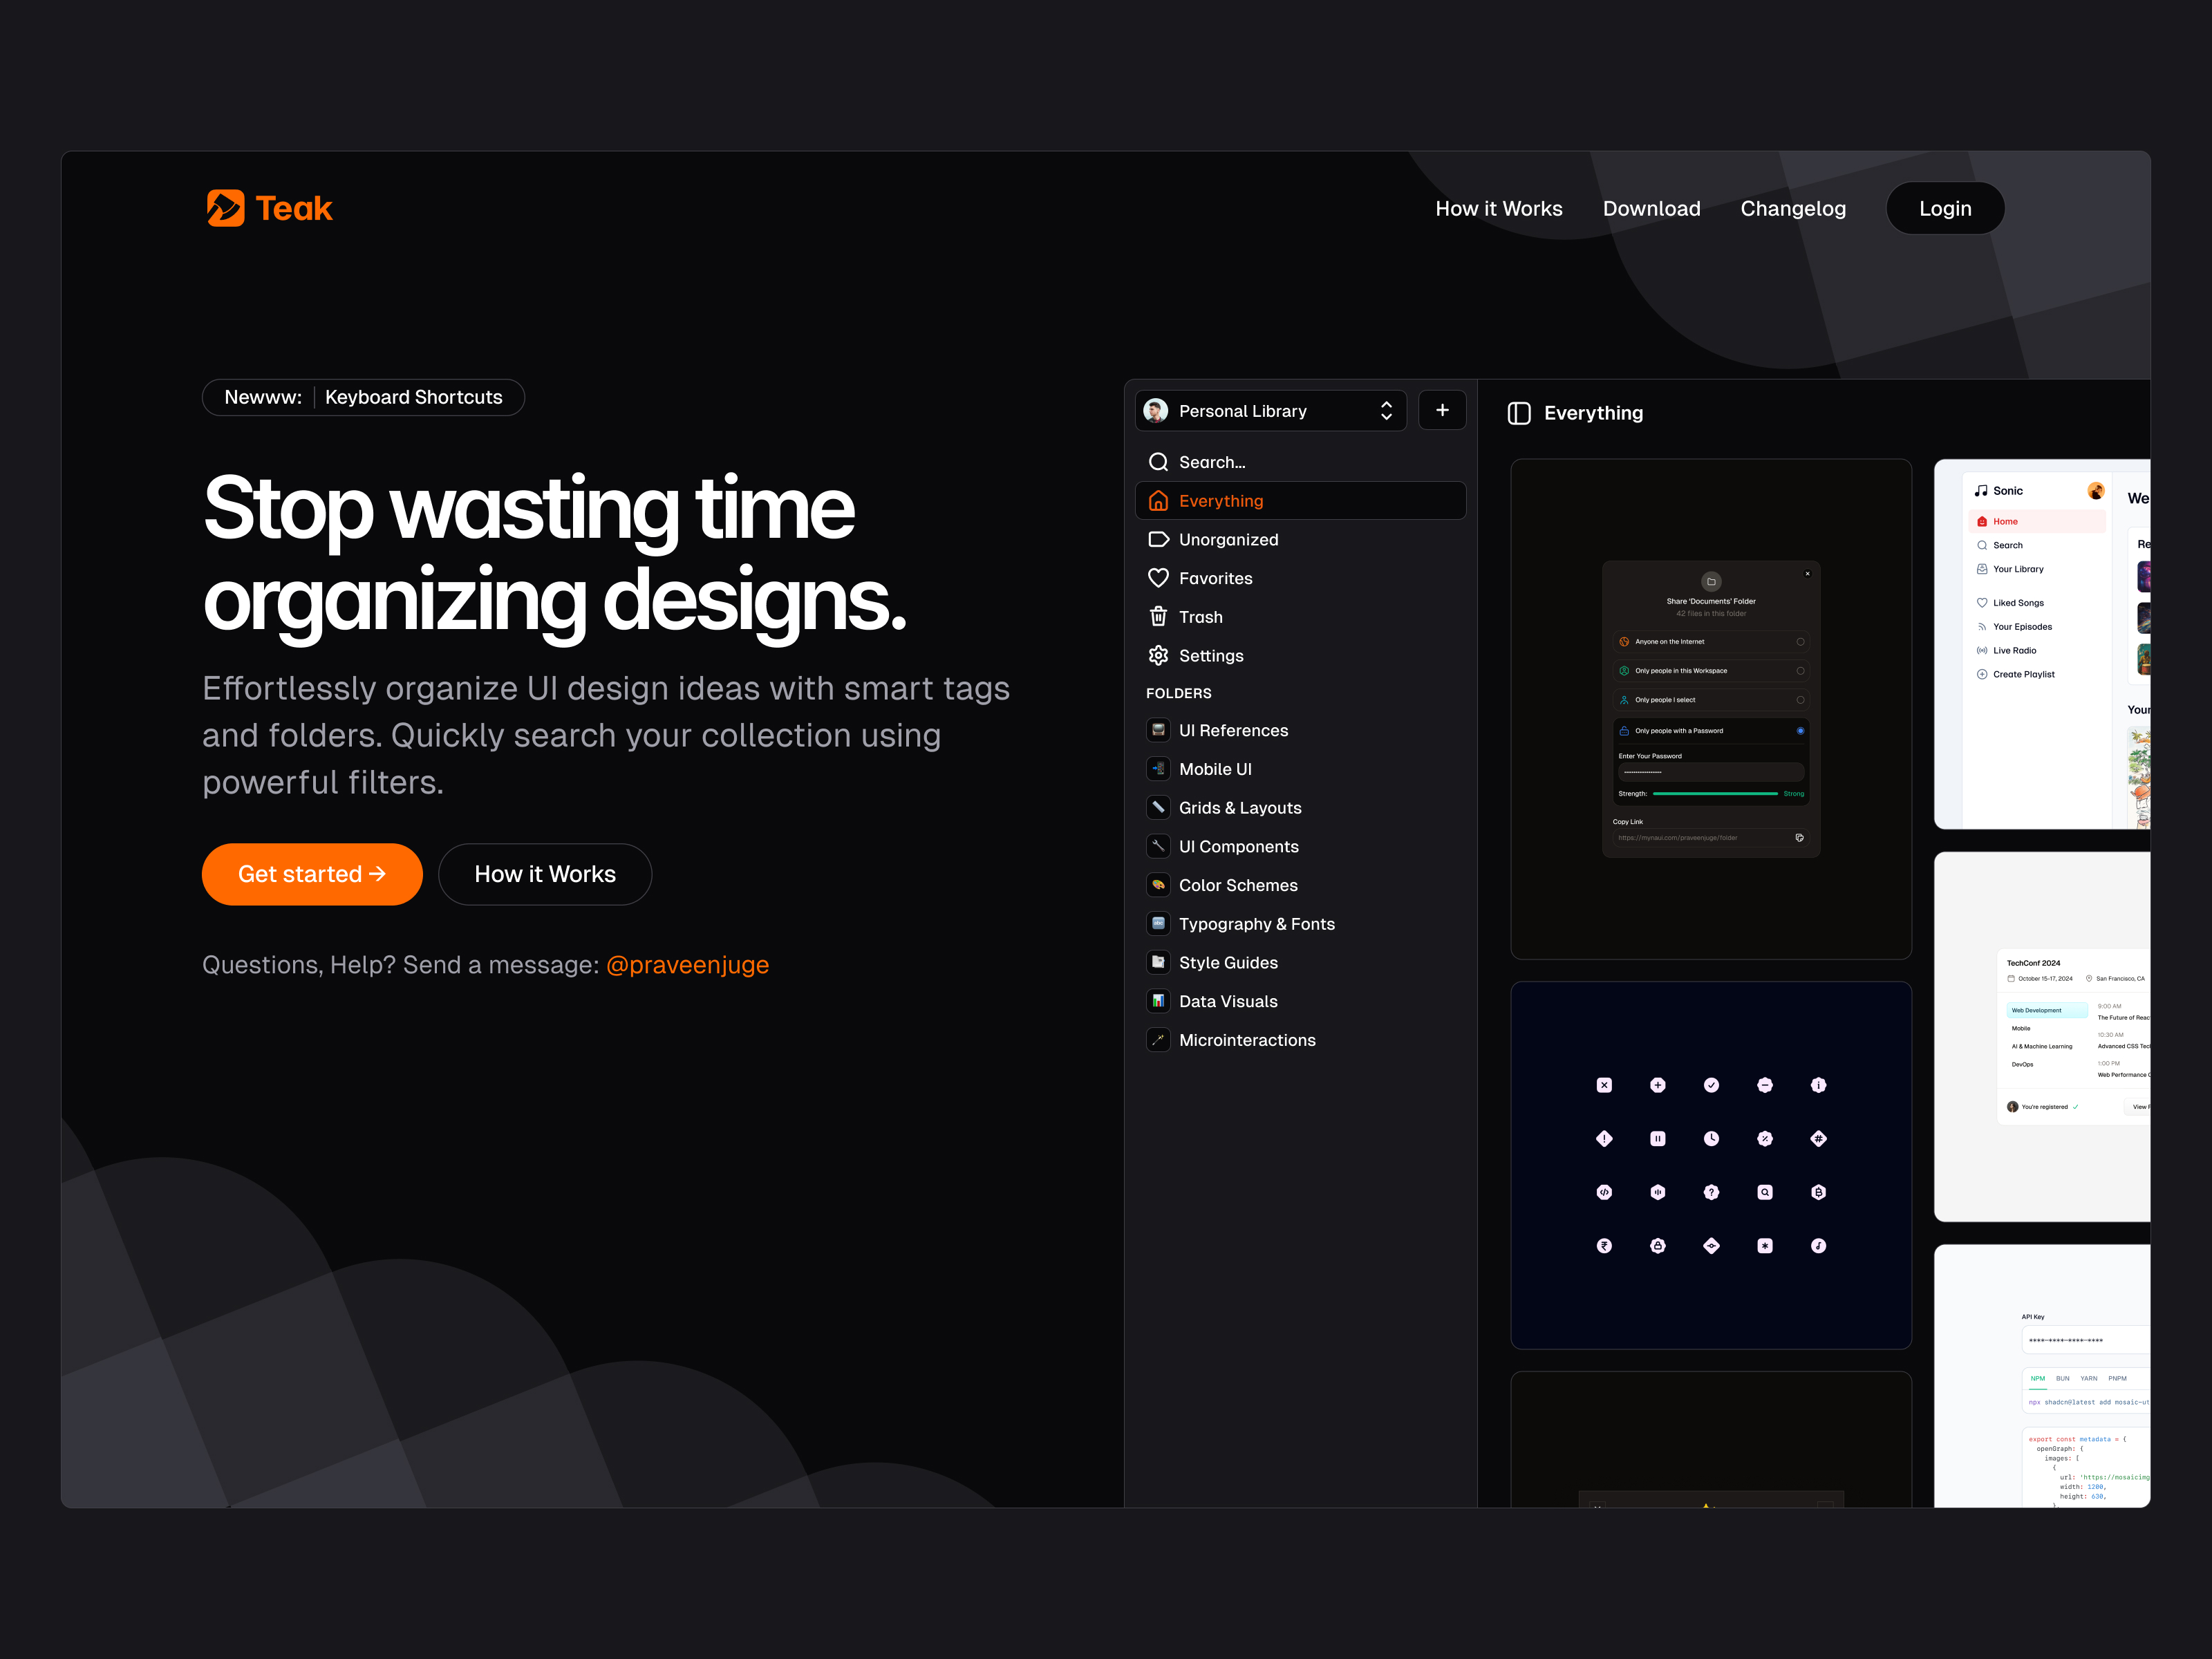 Teak
How it Works
Download
Changelog
Login
Newww:
Keyboard Shortcuts
Stop wasting time
organizing designs.
Effortlessly organize UI design ideas with smart tags
and folders. Quickly search your collection using
powerful filters.
Get started →
How it Works
Questions, Help? Send a message: @praveenjuge
Personal Library
Search...
Everything
Unorganized
Favorites
Trash
Settings
FOLDERS
UI References
Mobile UI
Grids & Layouts
UI Components
Color Schemes
Typography & Fonts
Style Guides
Data Visuals
Microinteractions
Everything
Share ‘Documents’ Folder
42 files in this folder
Anyone on the Internet
Only people in this Workspace
Only people I select
Only people with a Password
Enter Your Password
Strength:
Strong
Copy Link
https://mynaui.com/praveenjuge/folder
Sonic
Home
Search
Your Library
Liked Songs
Your Episodes
Live Radio
Create Playlist
We
Re
Your
TechConf 2024
October 15-17, 2024
San Francisco, CA
Web Development
Mobile
AI & Machine Learning
DevOps
9:00 AM
The Future of Reac
10:30 AM
Advanced CSS Tec
1:00 PM
Web Performance
You're registered
View
API Key
****-****-****-****
NPM
BUN
YARN
PNPM
npx shadcn@latest add mosaic-ut
export const metadata = {
openGraph: {
images: [
{
url: 'https://mosaicimg
width: 1200,
height: 630,